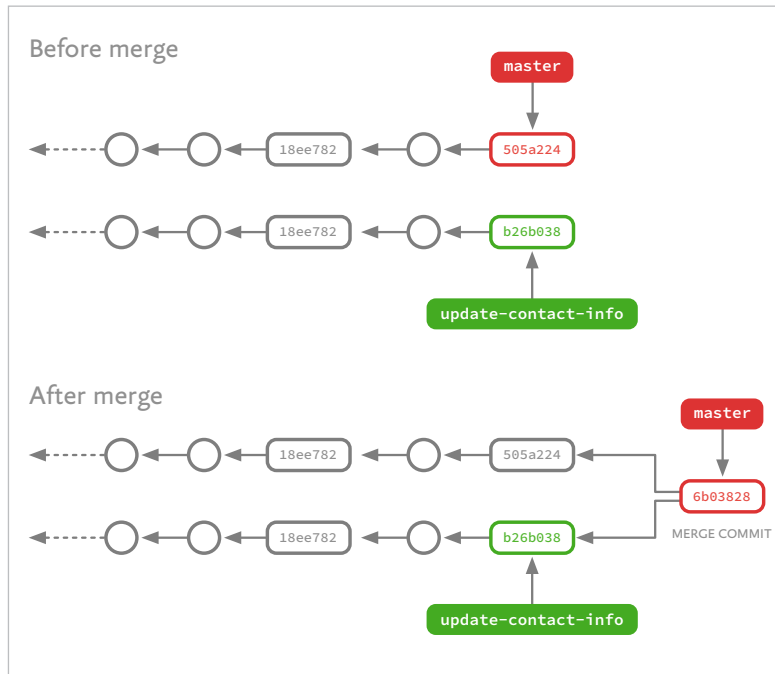 Before merge
master
18ee782
505a224
18ee782
b26b038
update-contact-info
After merge
master
18ee782
505a224
6b03828
MERGE COMMIT
18ee782
b26b038
update-contact-info